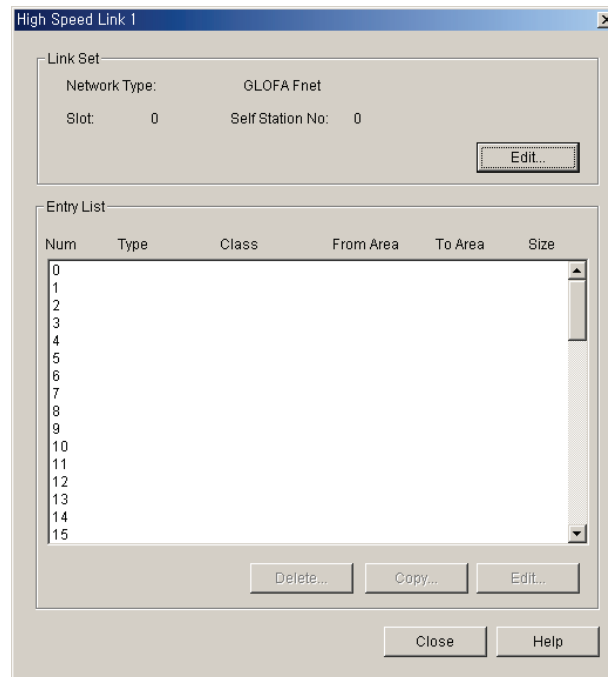 High Speed Link 1
Link Set
Network Type: GLOFA Fnet
Slot: 0 Self Station No: 0
Edit...
Entry List
Num Type Class From Area To Area Size
0
1
2
3
4
5
6
7
8
9
10
11
12
13
14
15
Delete... Copy... Edit...
Close Help